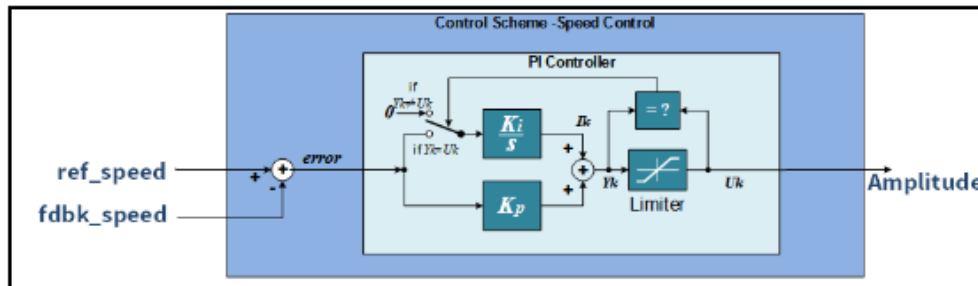 Control Scheme -Speed Control
PI Controller
if
Yk≠Uk
0
= ?
if Yk=Uk
Ki
s
Ik
ref_speed
+
-
+
error
+
+
+
Yk
Uk
Amplitude
fdbk_speed
Kp
Limiter